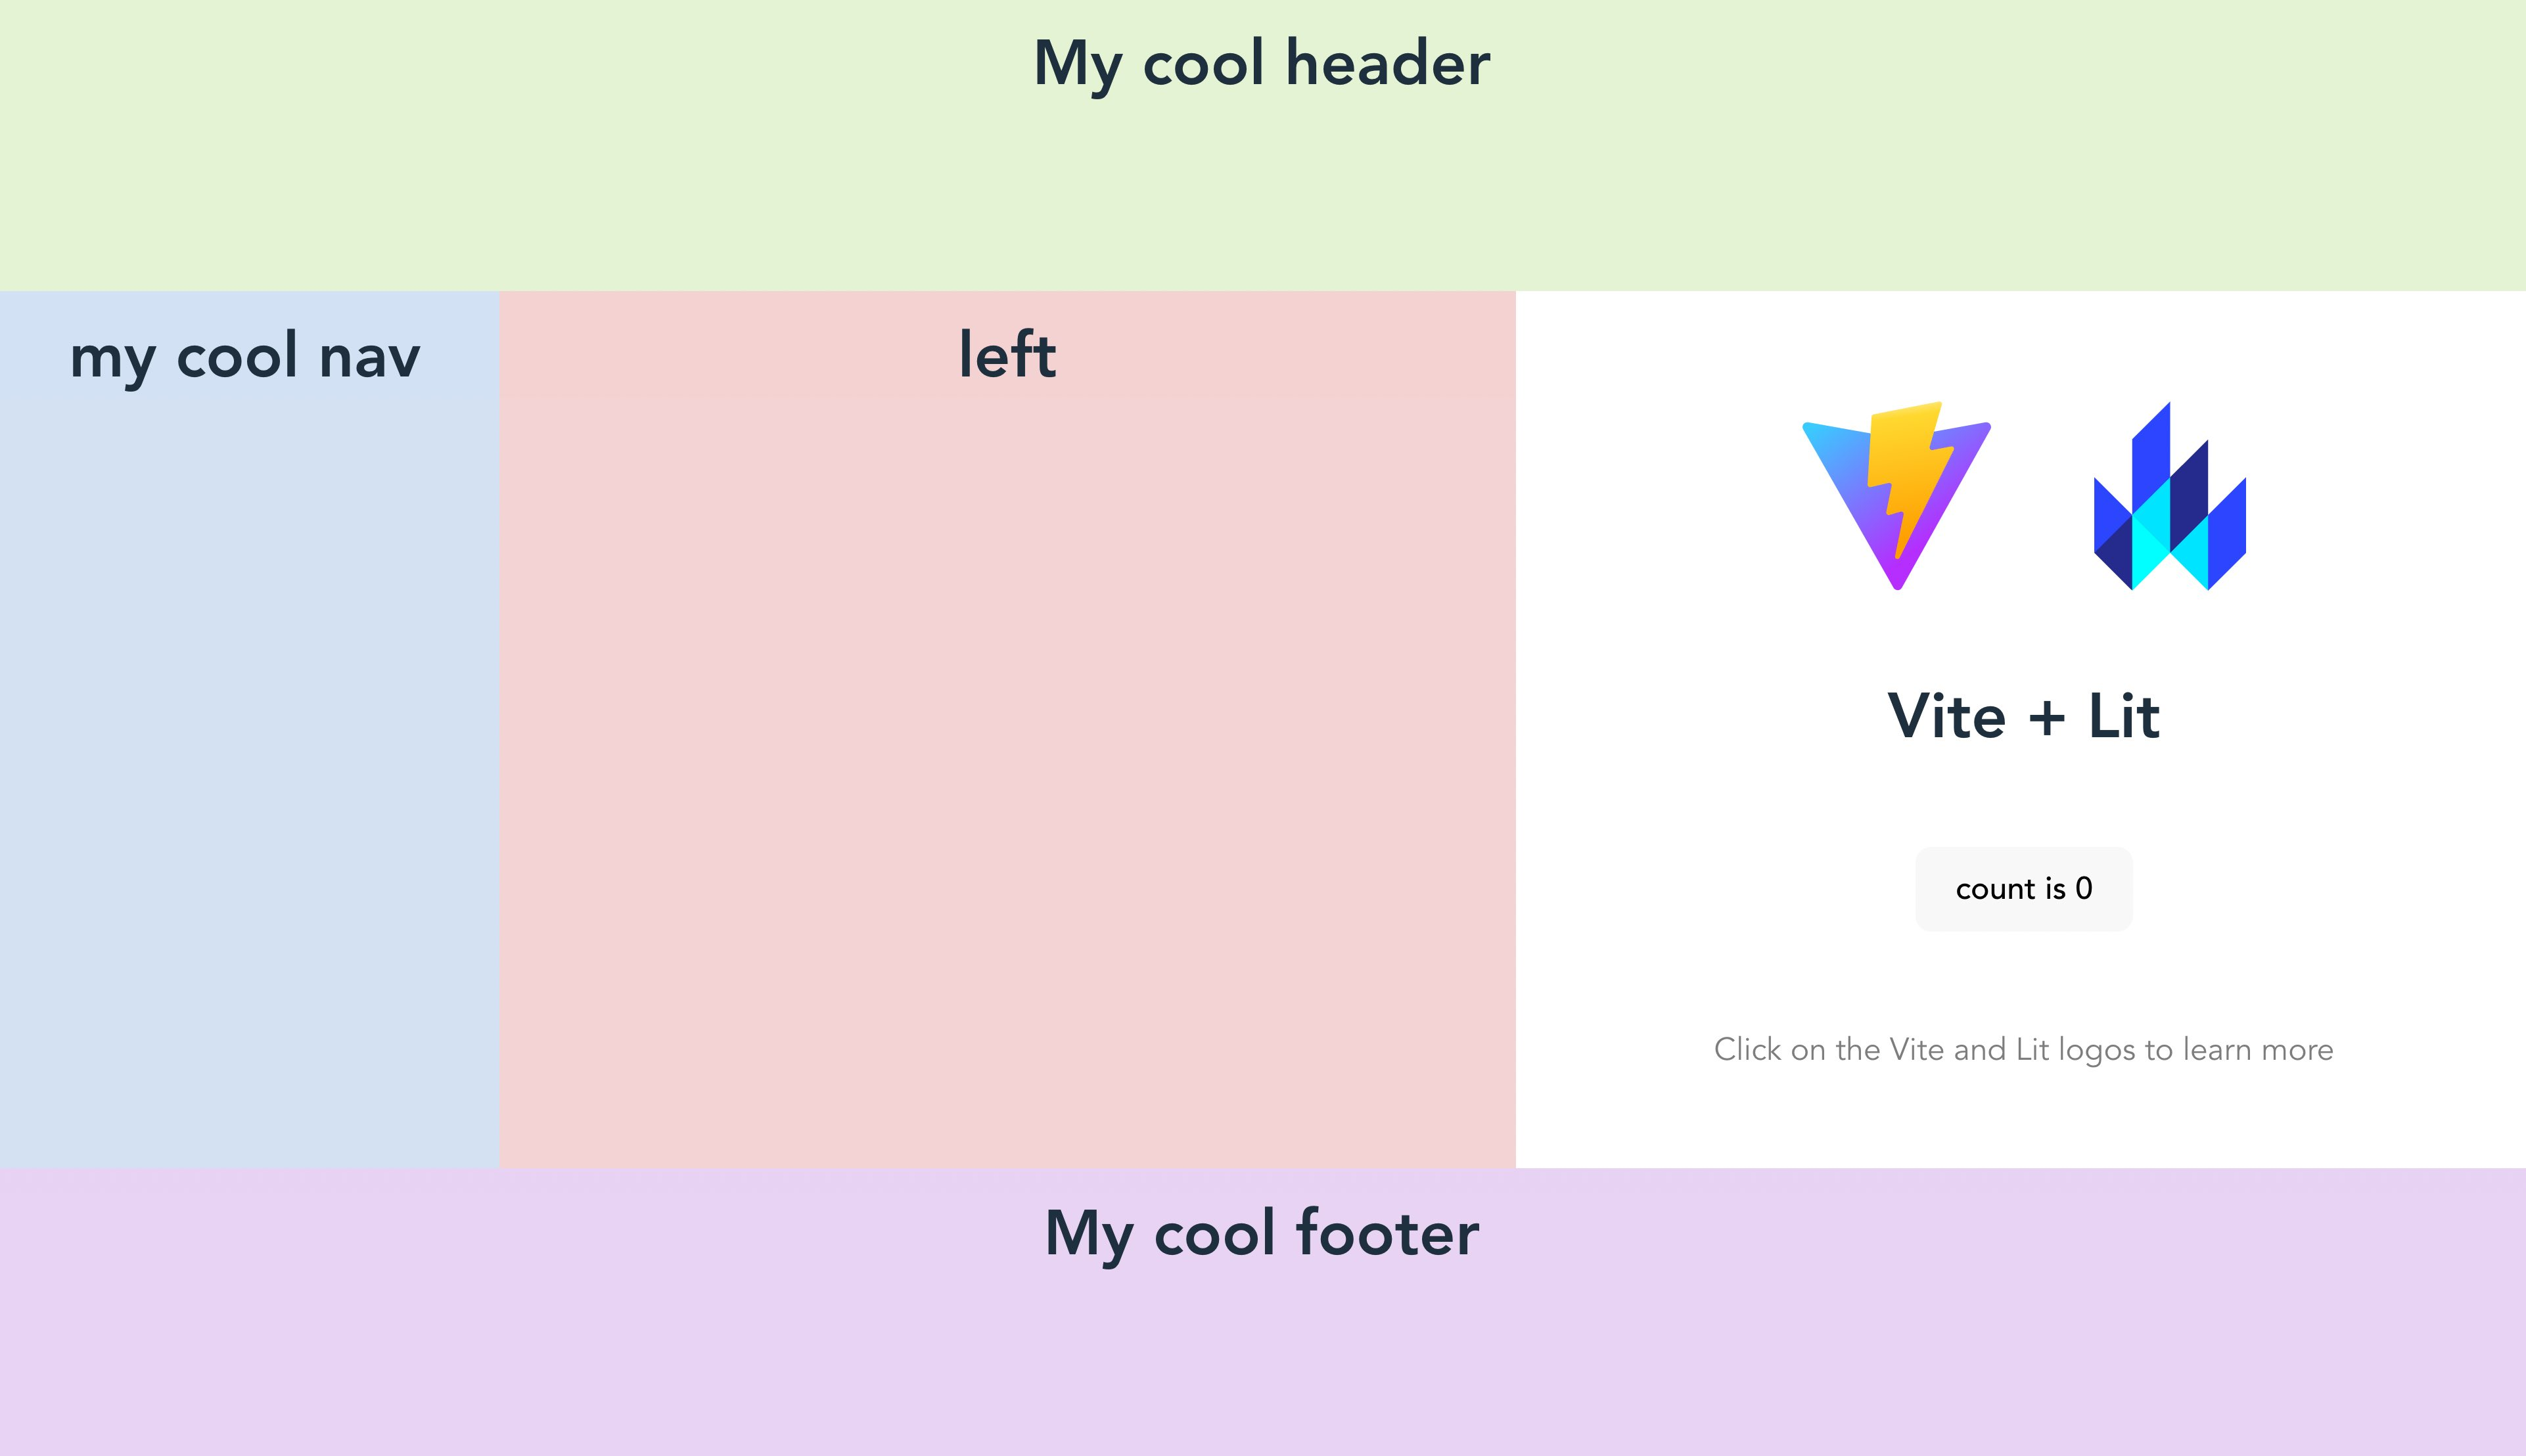 My cool header
my cool nav
left
Vite + Lit
count is 0
Click on the Vite and Lit logos to learn more
My cool footer